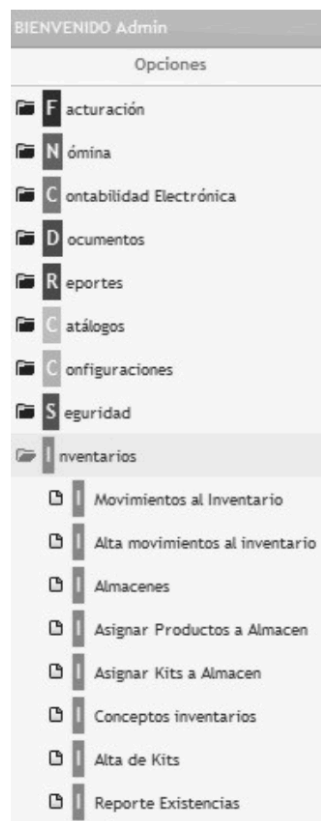 BIENVENIDO Admin
Opciones
Facturación
Nómina
Contabilidad Electrónica
Documentos
Reportes
Catálogos
Configuraciones
Seguridad
Inventarios
I Movimientos al Inventario
I Alta movimientos al inventario
I Almacenes
I Asignar Productos a Almacen
I Asignar Kits a Almacen
I Conceptos inventarios
I Alta de Kits
I Reporte Existencias